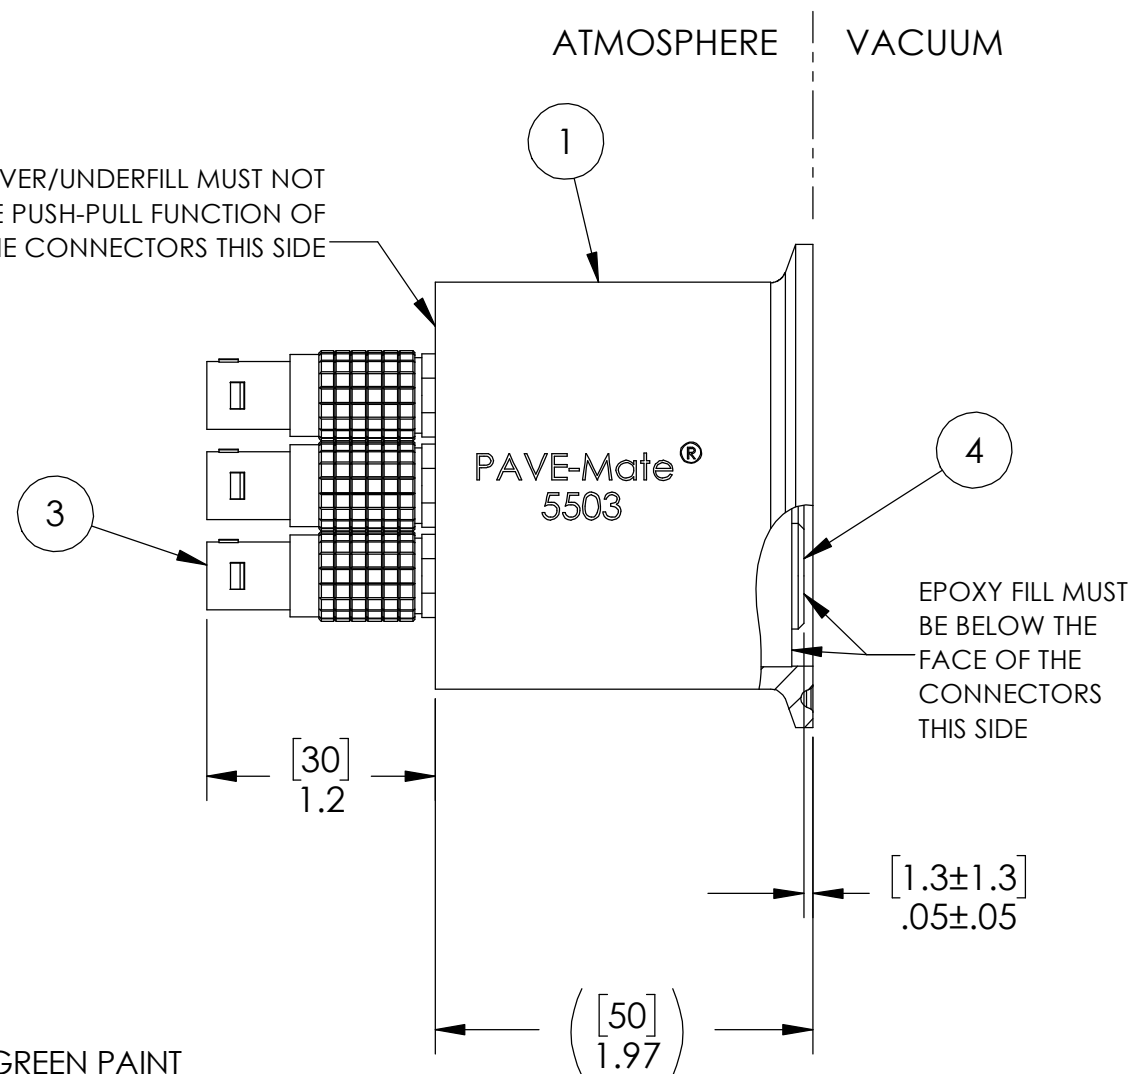 ATMOSPHERE VACUUM
1
VER/UNDERFILL MUST NOT
E PUSH-PULL FUNCTION OF
HE CONNECTORS THIS SIDE
PAVE-Mate®
5503
4
3
EPOXY FILL MUST
BE BELOW THE
FACE OF THE
CONNECTORS
THIS SIDE
[30]
1.2
[1.3±1.3]
.05±.05
([50]
1.97)
GREEN PAINT